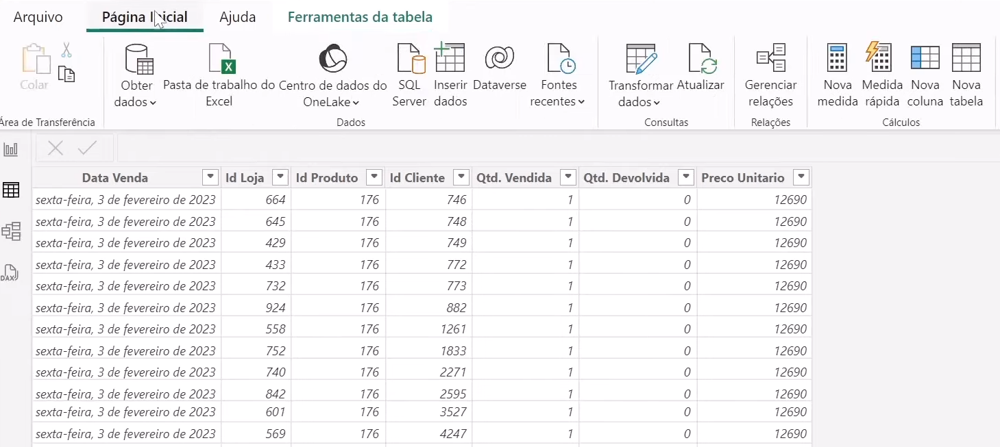 Arquivo Página Inicial Ajuda Ferramentas da tabela
Colar
Obter dados
Pasta de trabalho do Excel
Centro de dados do OneLake
SQL Server
Inserir dados
Dataverse
Fontes recentes
Transformar dados
Atualizar
Gerenciar relações
Nova medida
Medida rápida
Nova coluna
Nova tabela
Área de Transferência Dados Consultas Relações Cálculos
Data Venda Id Loja Id Produto Id Cliente Qtd. Vendida Qtd. Devolvida Preco Unitario
sexta-feira, 3 de fevereiro de 2023 664 176 746 1 0 12690
sexta-feira, 3 de fevereiro de 2023 645 176 748 1 0 12690
sexta-feira, 3 de fevereiro de 2023 429 176 749 1 0 12690
sexta-feira, 3 de fevereiro de 2023 433 176 772 1 0 12690
DAX
sexta-feira, 3 de fevereiro de 2023 732 176 773 1 0 12690
sexta-feira, 3 de fevereiro de 2023 924 176 882 1 0 12690
sexta-feira, 3 de fevereiro de 2023 558 176 1261 1 0 12690
sexta-feira, 3 de fevereiro de 2023 752 176 1833 1 0 12690
sexta-feira, 3 de fevereiro de 2023 740 176 2271 1 0 12690
sexta-feira, 3 de fevereiro de 2023 842 176 2595 1 0 12690
sexta-feira, 3 de fevereiro de 2023 601 176 3527 1 0 12690
sexta-feira, 3 de fevereiro de 2023 569 176 4247 1 0 12690